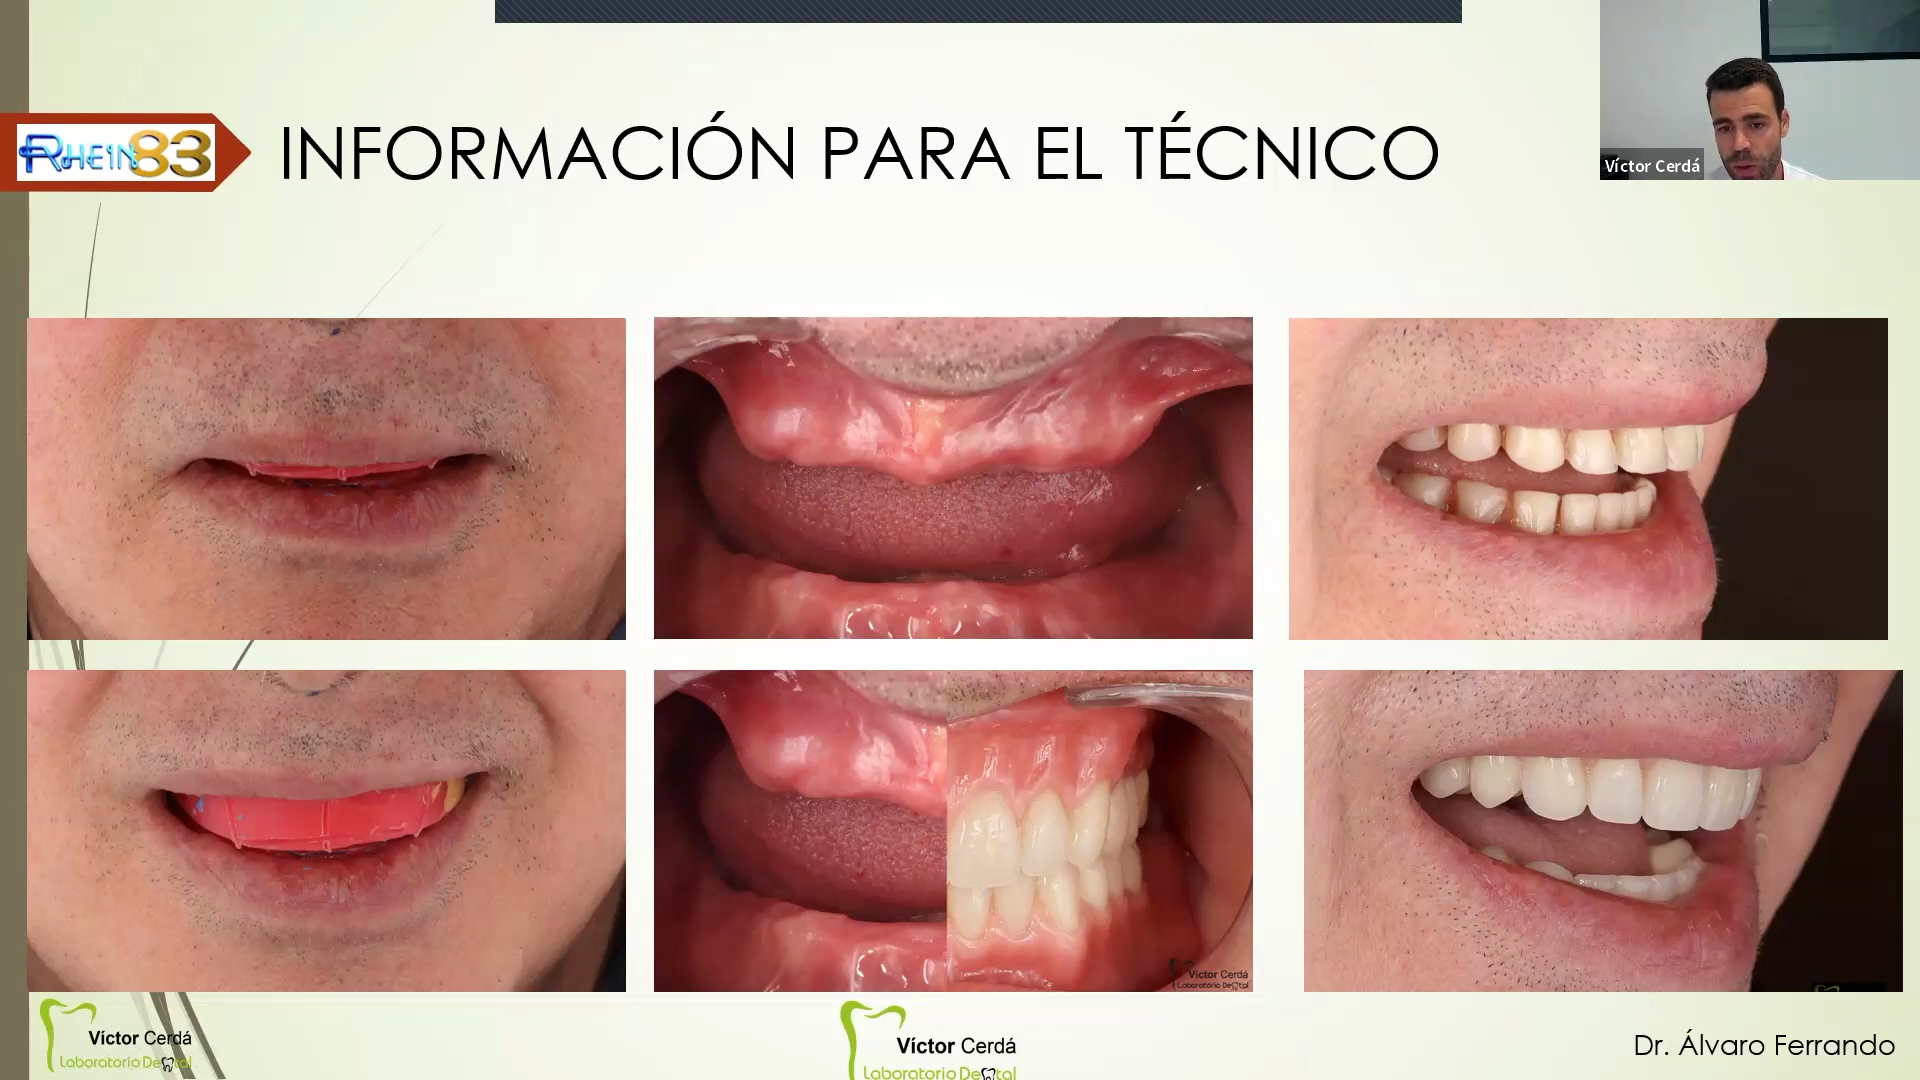 RHEIN83
INFORMACIÓN PARA EL TÉCNICO
Víctor Cerdá
Víctor Cerdá
Laboratorio Dental
Víctor Cerdá
Laboratorio Dental
Víctor Cerdá
Laboratorio Dental
Dr. Álvaro Ferrando